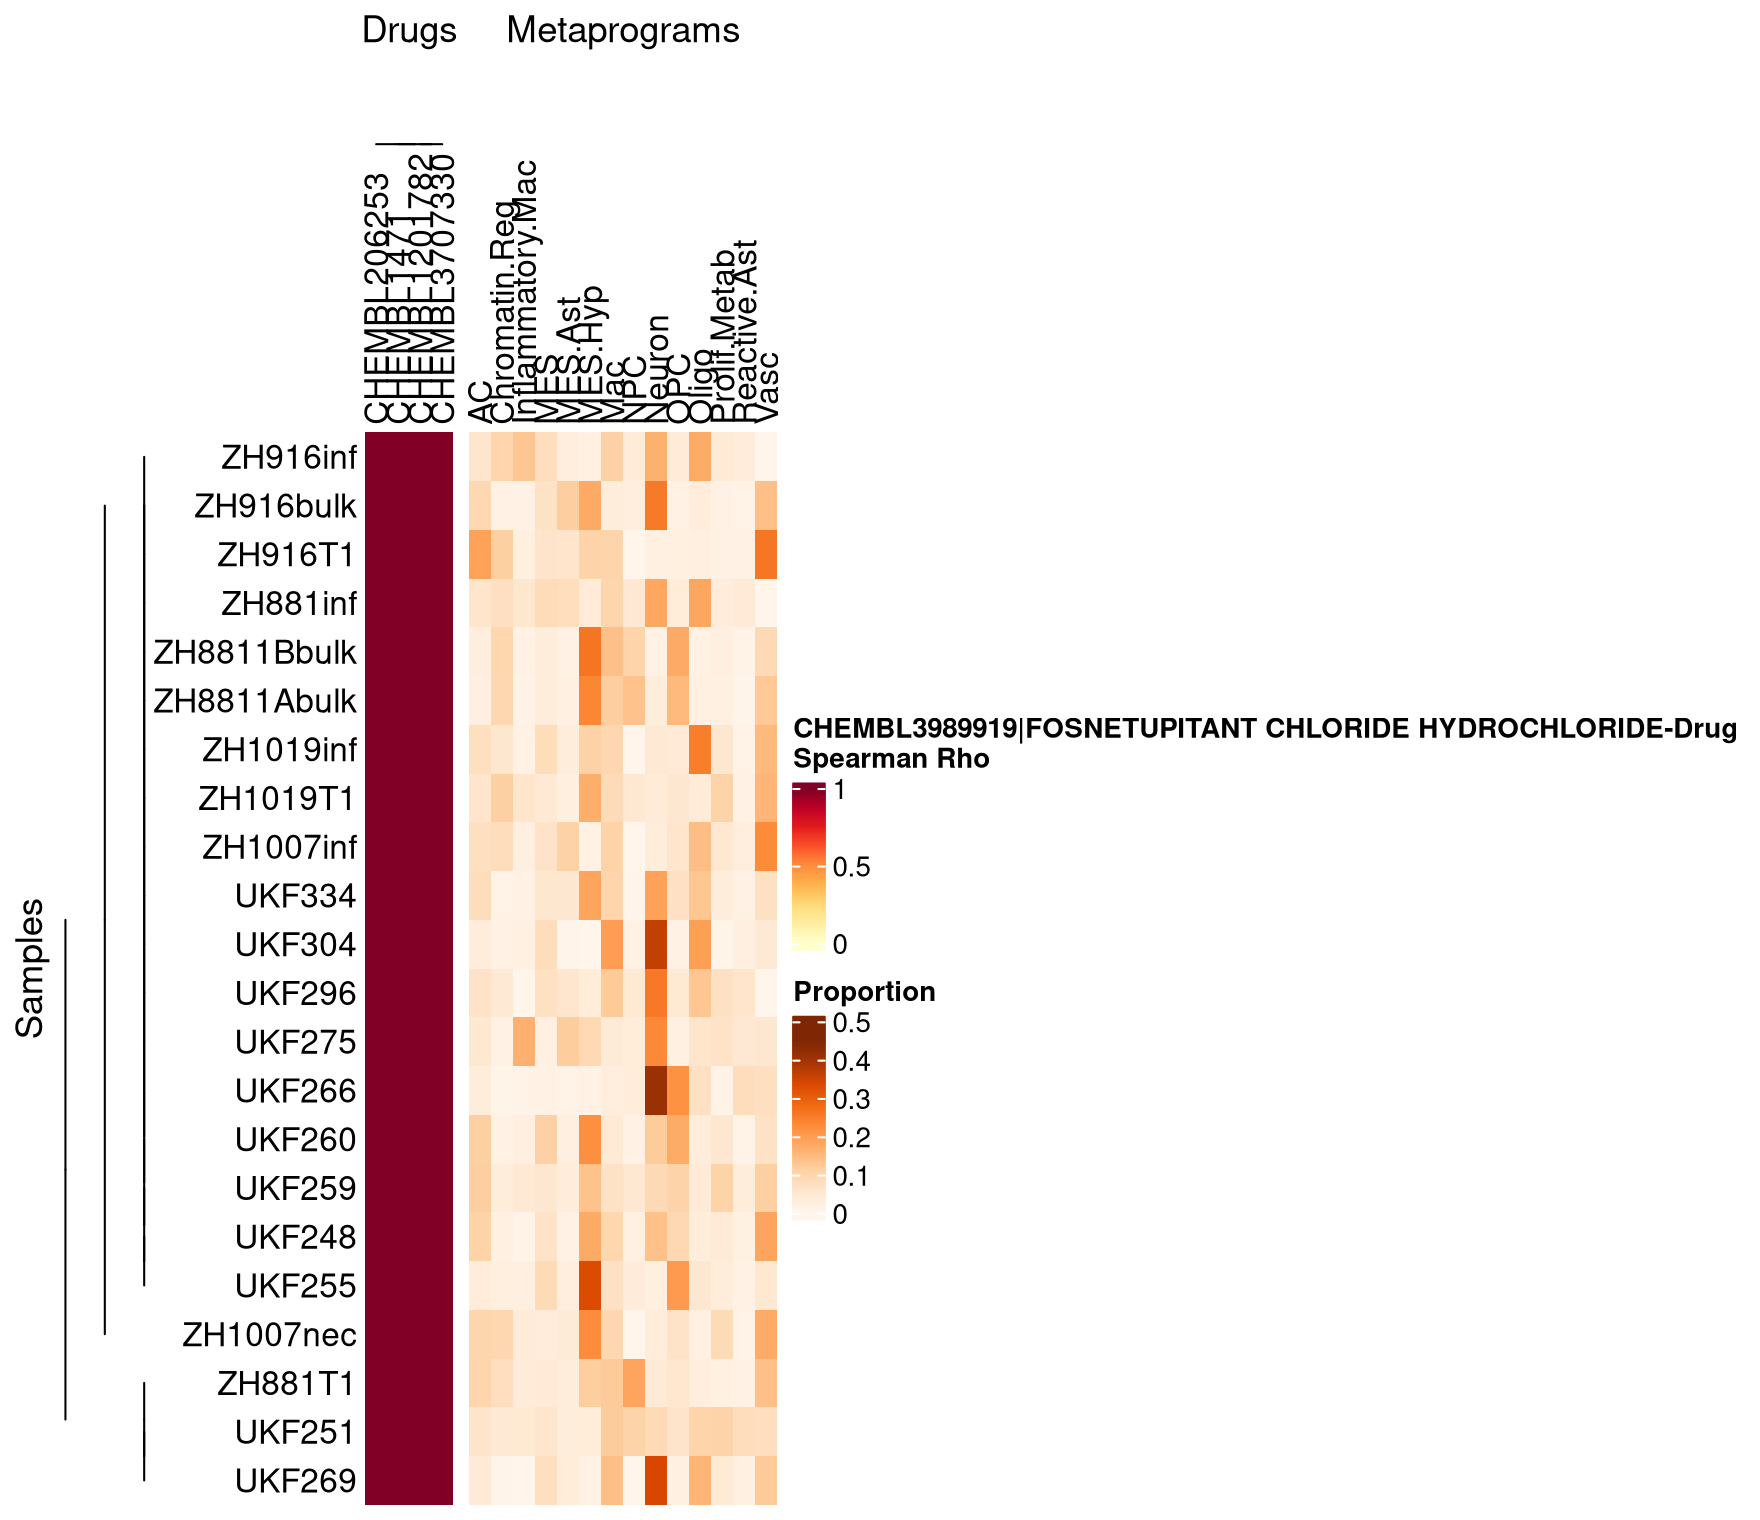 Drugs
Metaprograms
CHEMBL206253
CHEMBL1471
CHEMBL1201782
CHEMBL3707330
AC
Chromatin.Reg
Inflammatory.Mac
MES
MES.Ast
MES.Hyp
Mac
NPC
Neuron
OPC
Oligo
Prolif.Metab
Reactive.Ast
Vasc
Samples
ZH916inf
ZH916bulk
ZH916T1
ZH881inf
ZH8811Bbulk
ZH8811Abulk
ZH1019inf
ZH1019T1
ZH1007inf
UKF334
UKF304
UKF296
UKF275
UKF266
UKF260
UKF259
UKF248
UKF255
ZH1007nec
ZH881T1
UKF251
UKF269
CHEMBL3989919|FOSNETUPITANT CHLORIDE HYDROCHLORIDE-Drug
Spearman Rho
1
0.5
0
Proportion
0.5
0.4
0.3
0.2
0.1
0